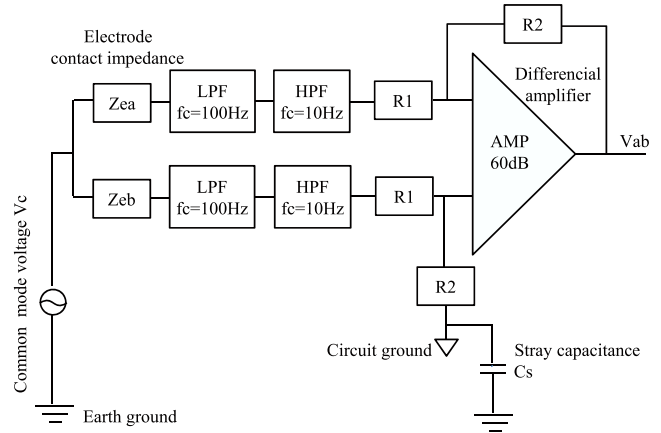 Electrode
contact impedance
Zea
LPF
fc=100Hz
HPF
fc=10Hz
R1
R2
Differencial
amplifier
AMP
60dB
Vab
Zeb
LPF
fc=100Hz
HPF
fc=10Hz
R1
R2
Common mode voltage Vc
Circuit ground
Stray capacitance
Cs
Earth ground